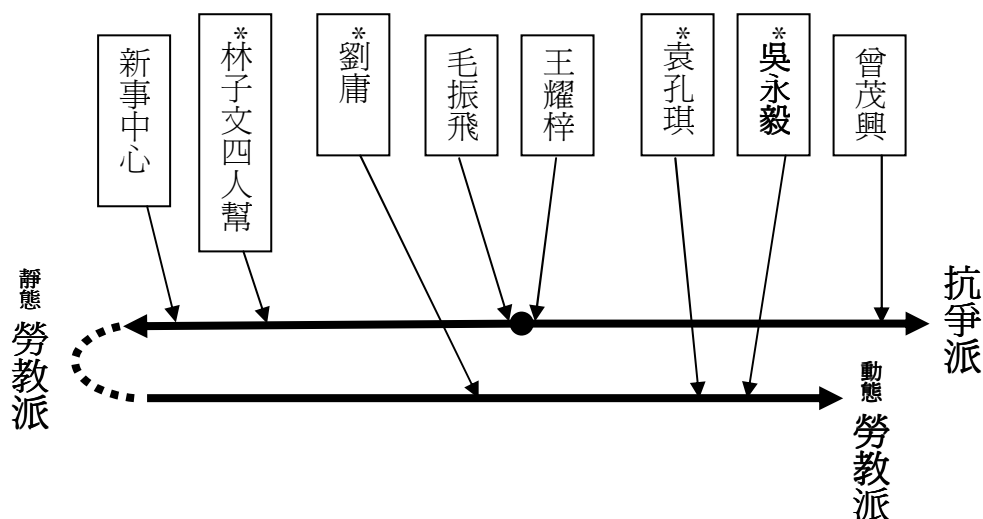 新事中心
*林子文四人幫
*劉庸
毛振飛
王耀梓
*袁孔琪
*吳永毅
曾茂興
靜態
勞教派
抗爭派
動態
勞教派